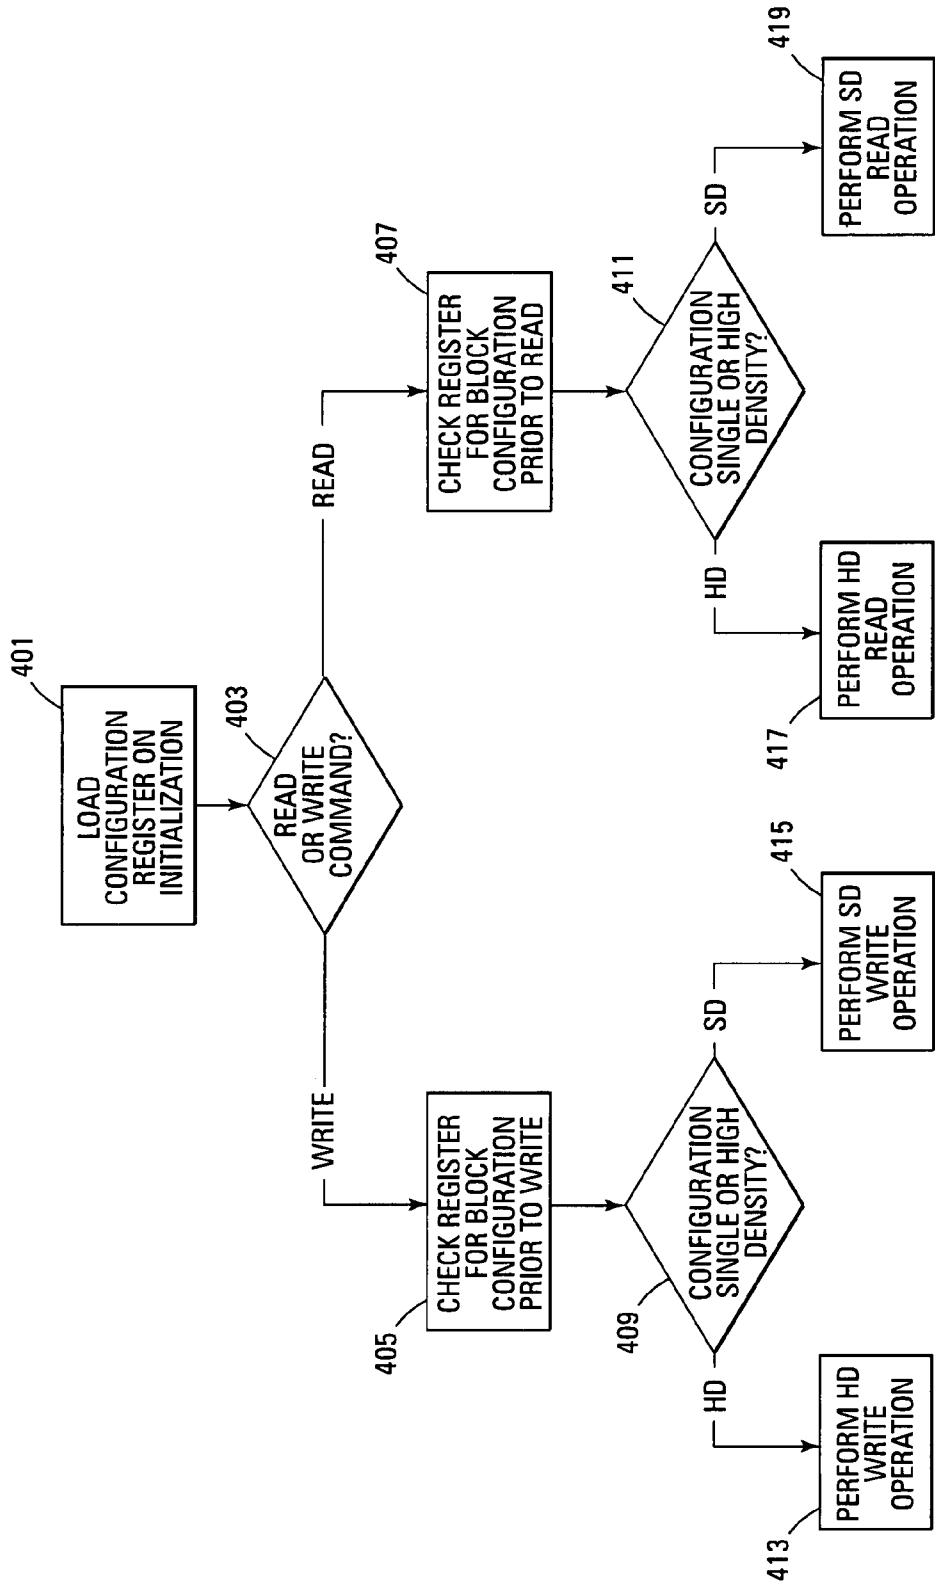 401
LOAD
CONFIGURATION
REGISTER ON
INITIALIZATION
403
READ
OR WRITE
COMMAND?
WRITE
READ
405
CHECK REGISTER
FOR BLOCK
CONFIGURATION
PRIOR TO WRITE
407
CHECK REGISTER
FOR BLOCK
CONFIGURATION
PRIOR TO READ
409
CONFIGURATION
SINGLE OR HIGH
DENSITY?
411
CONFIGURATION
SINGLE OR HIGH
DENSITY?
HD
SD
HD
SD
413
PERFORM HD
WRITE
OPERATION
415
PERFORM SD
WRITE
OPERATION
417
PERFORM HD
READ
OPERATION
419
PERFORM SD
READ
OPERATION